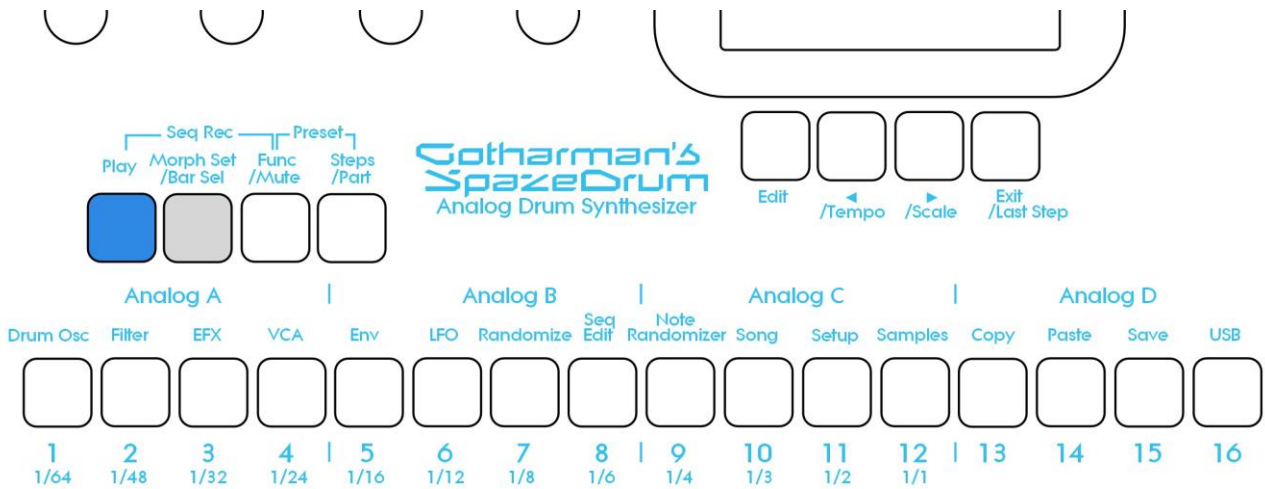 Seq Rec Preset
Play Morph Set /Bar Sel Func /Mute Steps /Part
Gotharman's
SpazeDrum
Analog Drum Synthesizer
Edit ◄ /Tempo ► /Scale Exit /Last Step
Analog A | Analog B | Analog C | Analog D
Drum Osc Filter EFX VCA Env LFO Randomize Seq Edit Note Randomizer Song Setup Samples Copy Paste Save USB
1 2 3 4 | 5 6 7 8 | 9 10 11 12 | 13 14 15 16
1/64 1/48 1/32 1/24 1/16 1/12 1/8 1/6 1/4 1/3 1/2 1/1